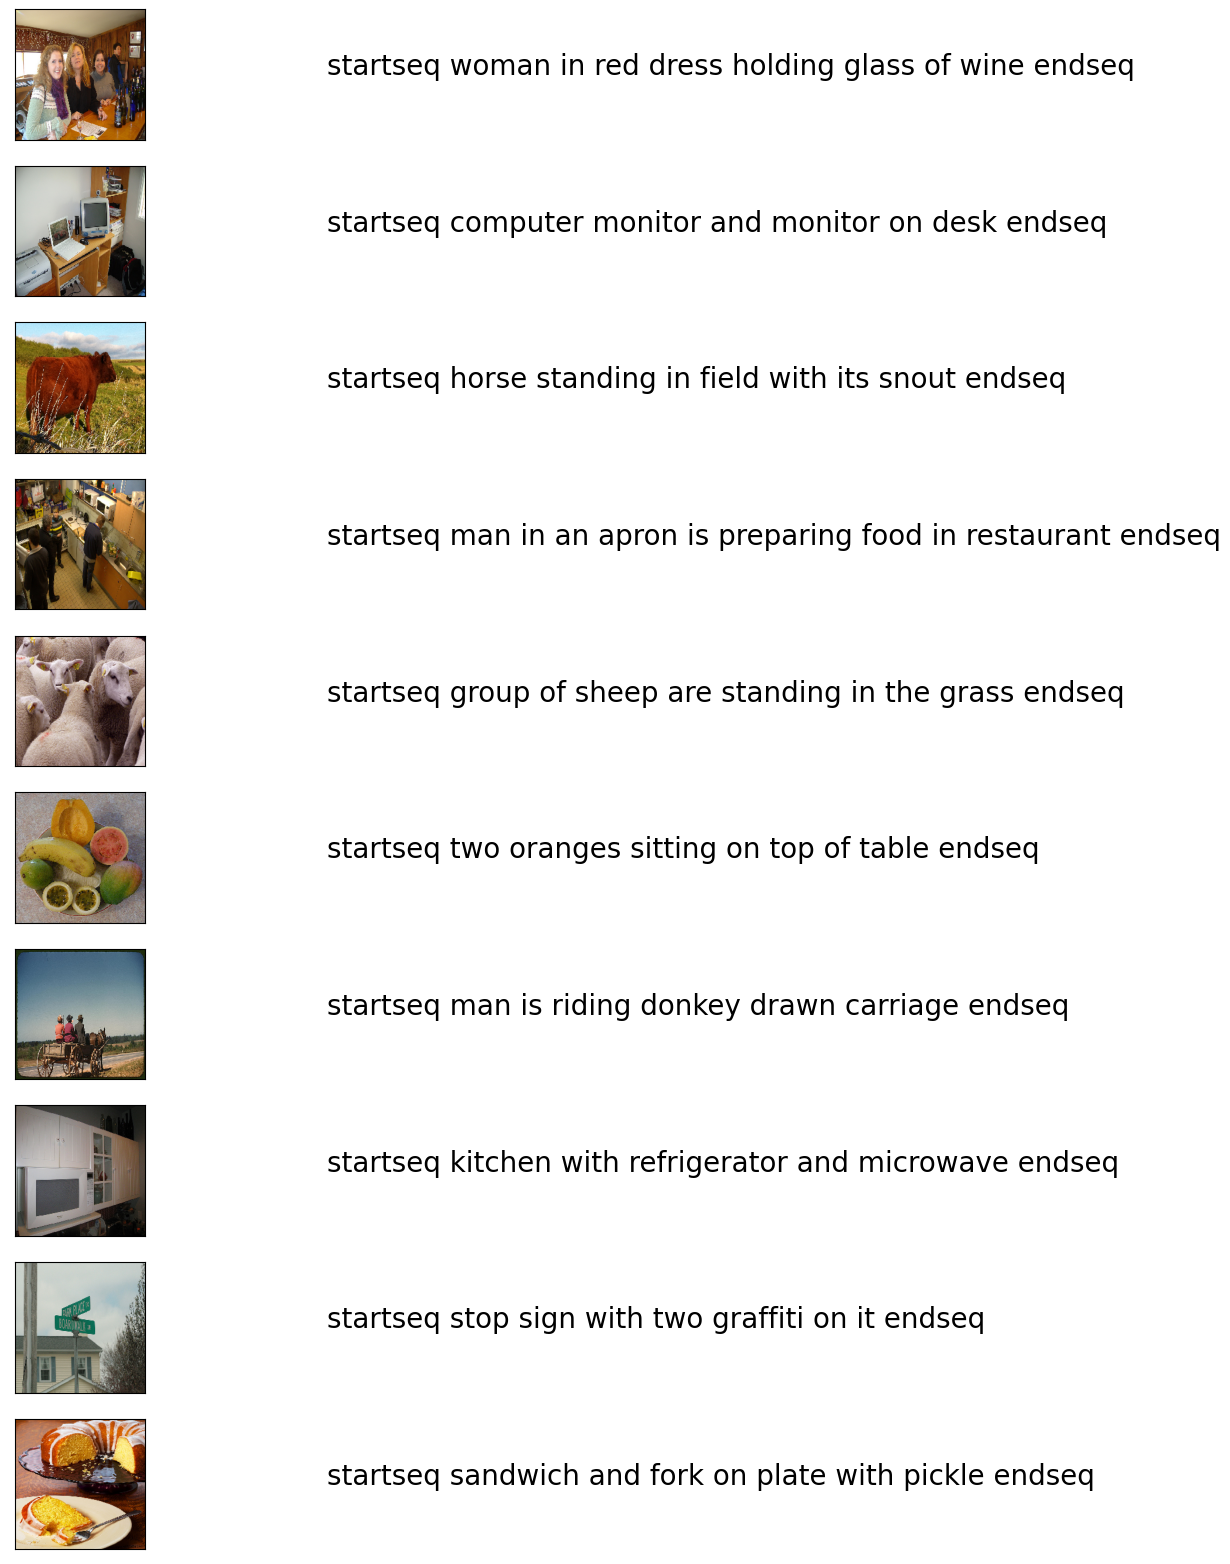 startseq woman in red dress holding glass of wine endseq
startseq computer monitor and monitor on desk endseq
startseq horse standing in field with its snout endseq
startseq man in an apron is preparing food in restaurant endseq
startseq group of sheep are standing in the grass endseq
startseq two oranges sitting on top of table endseq
startseq man is riding donkey drawn carriage endseq
startseq kitchen with refrigerator and microwave endseq
PARK PLACE
BOARDWALK
startseq stop sign with two graffiti on it endseq
startseq sandwich and fork on plate with pickle endseq